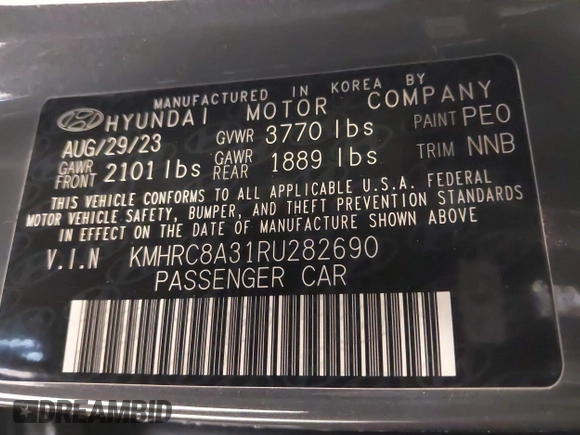 MANUFACTURED IN KOREA BY
HYUNDAI MOTOR COMPANY
AUG/29/23 GVWR 3770 lbs PAINT PE0
GAWR FRONT 2101 lbs GAWR REAR 1889 lbs TRIM NNB
THIS VEHICLE CONFORMS TO ALL APPLICABLE U.S.A. FEDERAL
MOTOR VEHICLE SAFETY, BUMPER, AND THEFT PREVENTION STANDARDS
IN EFFECT ON THE DATE OF MANUFACTURE SHOWN ABOVE
V.I.N KMHRC8A31RU282690
PASSENGER CAR
DREAMBID